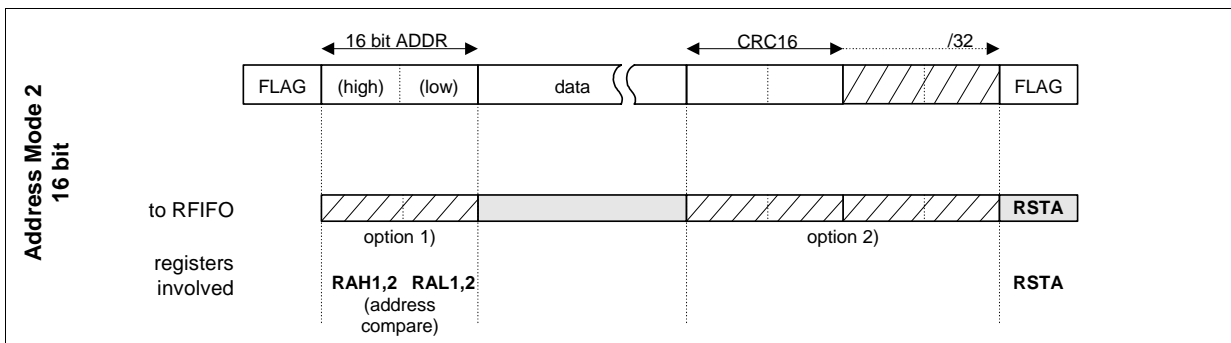 Address Mode 2
16 bit
16 bit ADDR
CRC16
/32
FLAG
(high)
(low)
data
FLAG
to RFIFO
RSTA
option 1)
option 2)
registers
involved
RAH1,2 RAL1,2
RSTA
(address
compare)